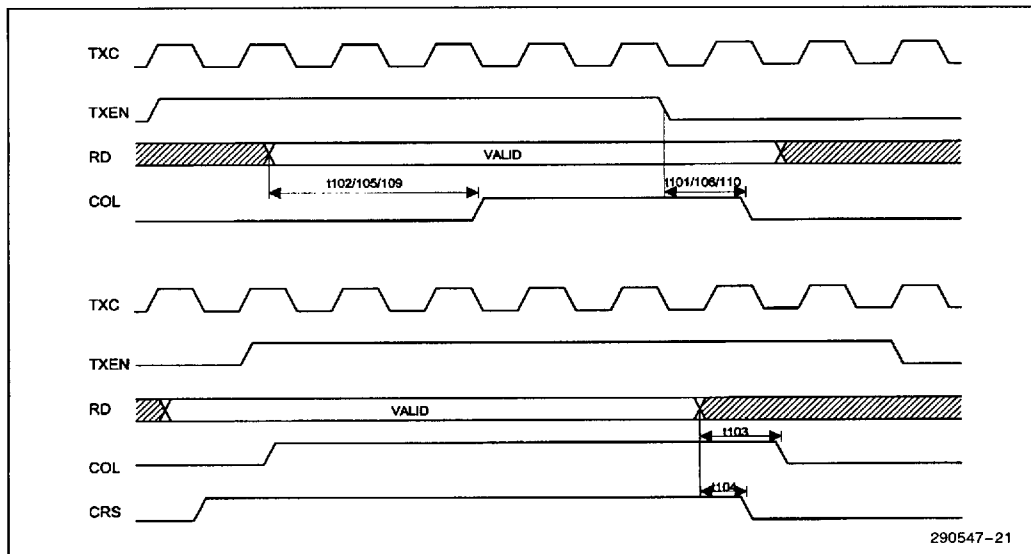 TXC
TXEN
RD
VALID
t102/105/109
t101/106/110
COL
TXC
TXEN
RD
VALID
t103
COL
t104
CRS
290547-21